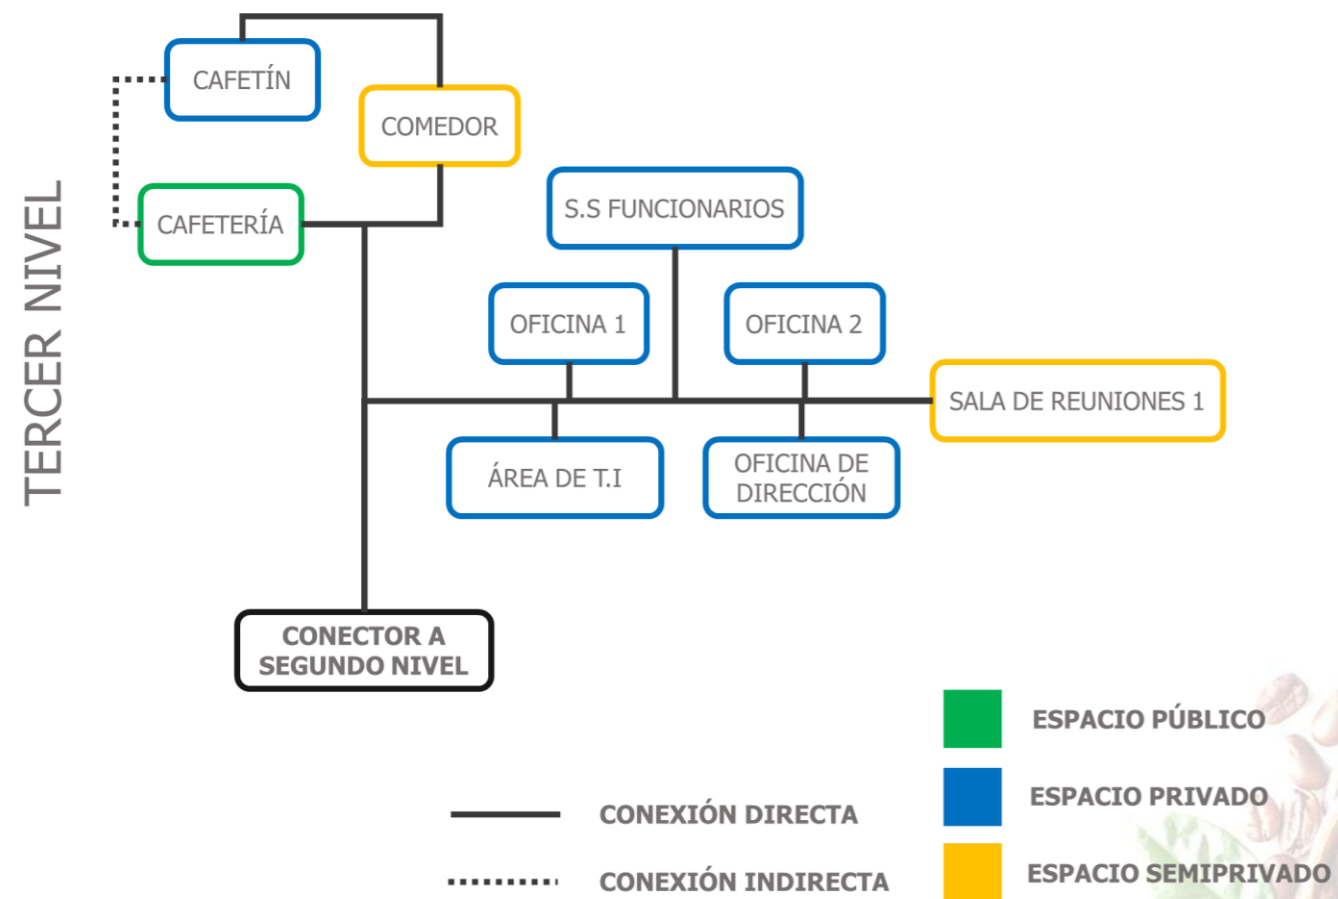 TERCER NIVEL
CAFETÍN
COMEDOR
CAFETERÍA
S.S FUNCIONARIOS
OFICINA 1
OFICINA 2
SALA DE REUNIONES 1
ÁREA DE T.I
OFICINA DE
DIRECCIÓN
CONECTOR A
SEGUNDO NIVEL
ESPACIO PÚBLICO
ESPACIO PRIVADO
CONEXIÓN DIRECTA
ESPACIO SEMIPRIVADO
CONEXIÓN INDIRECTA